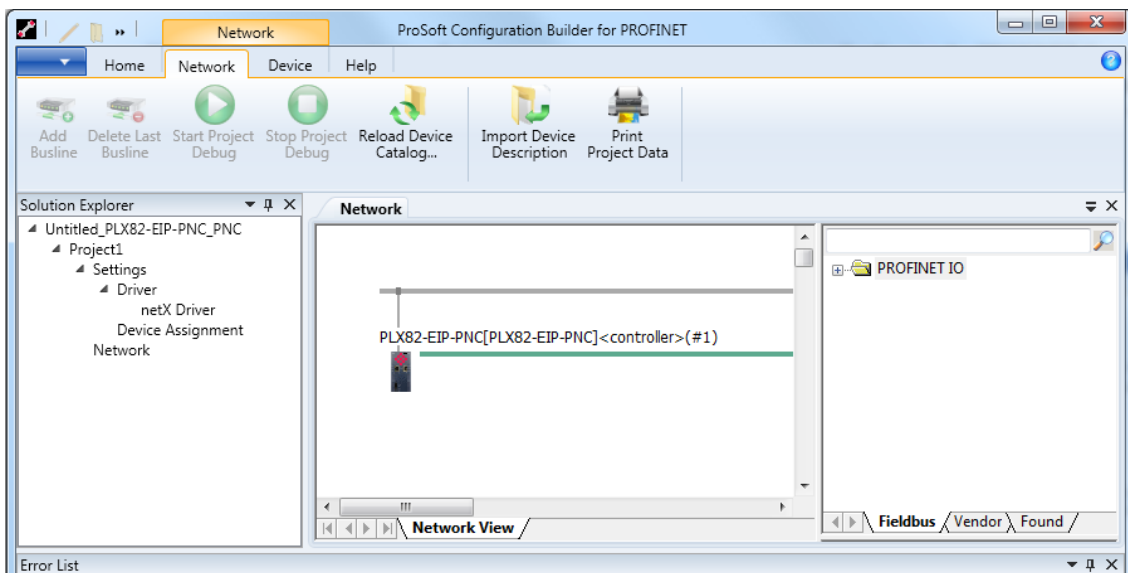 Network
ProSoft Configuration Builder for PROFINET
Home Network Device Help
Add Busline
Delete Last Busline
Start Project Debug
Stop Project Debug
Reload Device Catalog...
Import Device Description
Print Project Data
Solution Explorer
Untitled_PLX82-EIP-PNC_PNC
Project1
Settings
Driver
netX Driver
Device Assignment
Network
Network
PLX82-EIP-PNC[PLX82-EIP-PNC]<controller>(#1)
Network View
PROFINET IO
Fieldbus Vendor Found
Error List